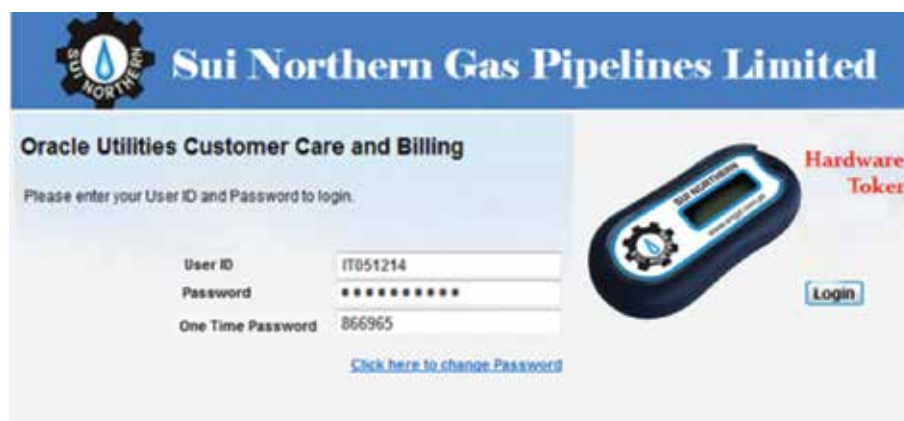 SUI NORTHERN
Sui Northern Gas Pipelines Limited
Oracle Utilities Customer Care and Billing
Please enter your User ID and Password to login.
SUI NORTHERN
Hardware
Token
User ID IT051214
Password ••••••••••
Login
One Time Password 866965
Click here to change Password